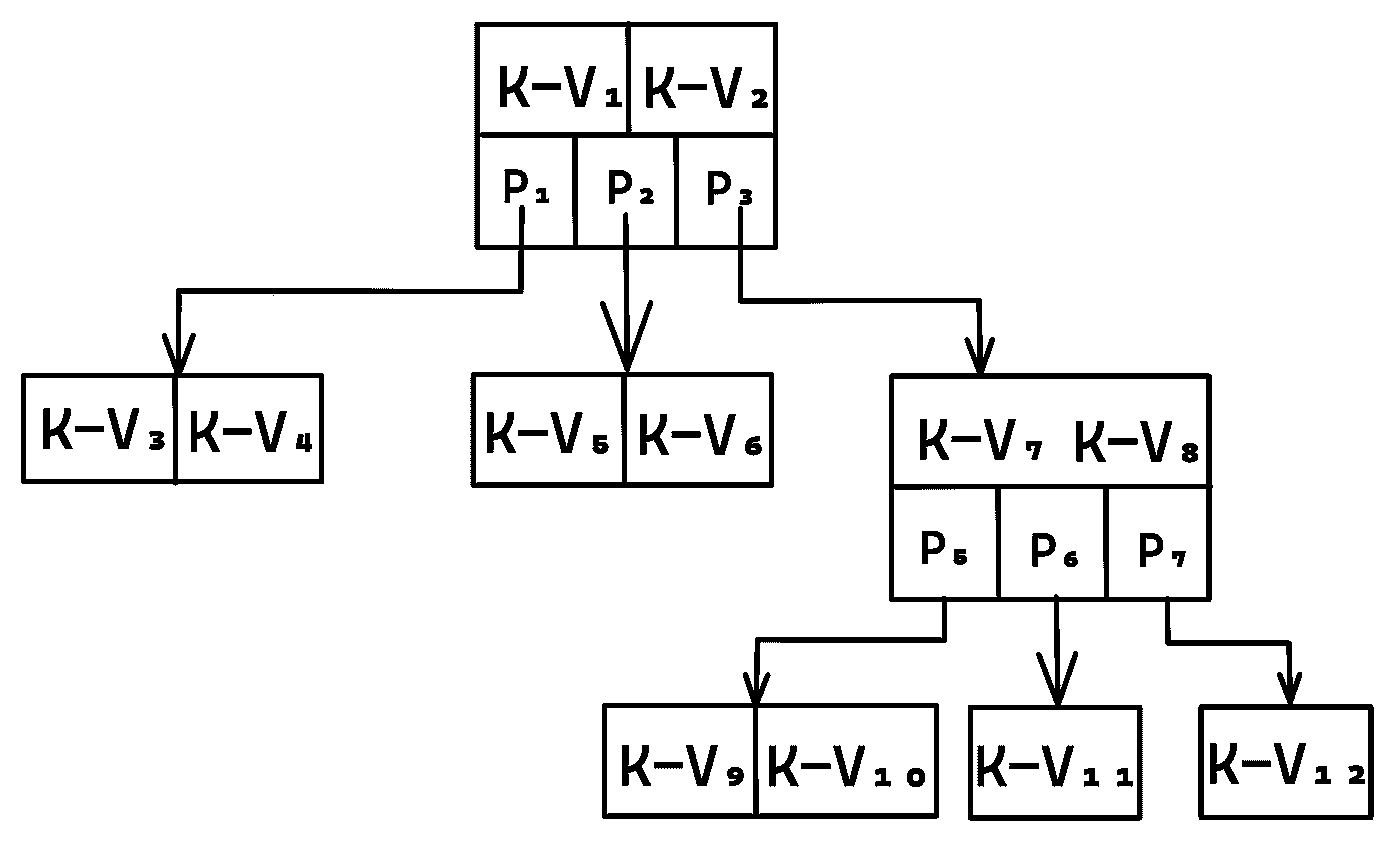 K-V₁ K-V₂
P₁ P₂ P₃
K-V₃ K-V₄ K-V₅ K-V₆ K-V₇ K-V₈
P₅ P₆ P₇
K-V₉ K-V₁₀ K-V₁₁ K-V₁₂